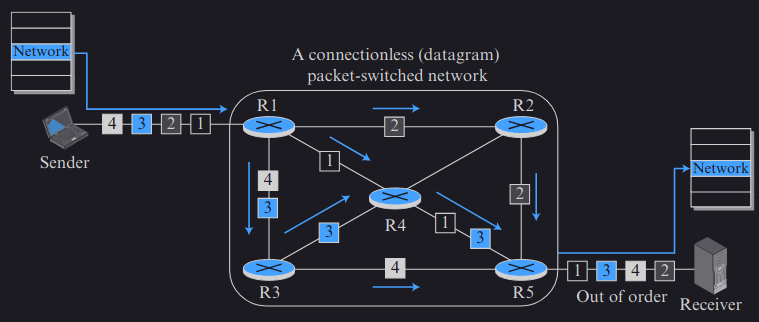 Network
A connectionless (datagram)
packet-switched network
R1
R2
4 3 2 1
2
Sender
1
4
3
Network
2
R4
3
1
3
4
R3
R5
1 3 4 2
Out of order
Receiver